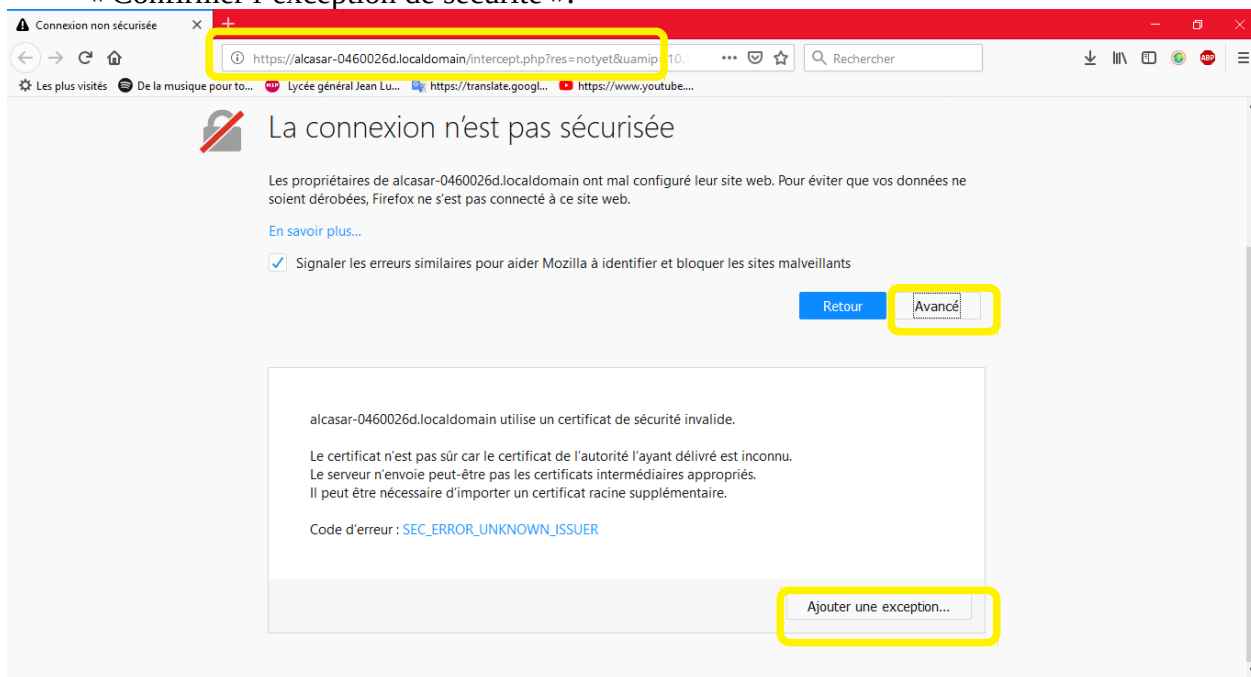 « Confirmer l'exception de sécurité ».
Connexion non sécurisée
https://alcasar-0460026d.localdomain/intercept.php?res=notyet&uamip=10.1
Rechercher
Les plus visités De la musique pour to... Lycée général Jean Lu... https://translate.googl... https://www.youtube....
La connexion n'est pas sécurisée
Les propriétaires de alcasar-0460026d.localdomain ont mal configuré leur site web. Pour éviter que vos données ne
soient dérobées, Firefox ne s'est pas connecté à ce site web.
En savoir plus...
Signaler les erreurs similaires pour aider Mozilla à identifier et bloquer les sites malveillants
Retour Avancé
alcasar-0460026d.localdomain utilise un certificat de sécurité invalide.
Le certificat n'est pas sûr car le certificat de l'autorité l'ayant délivré est inconnu.
Le serveur n'envoie peut-être pas les certificats intermédiaires appropriés.
Il peut être nécessaire d'importer un certificat racine supplémentaire.
Code d'erreur : SEC_ERROR_UNKNOWN_ISSUER
Ajouter une exception...